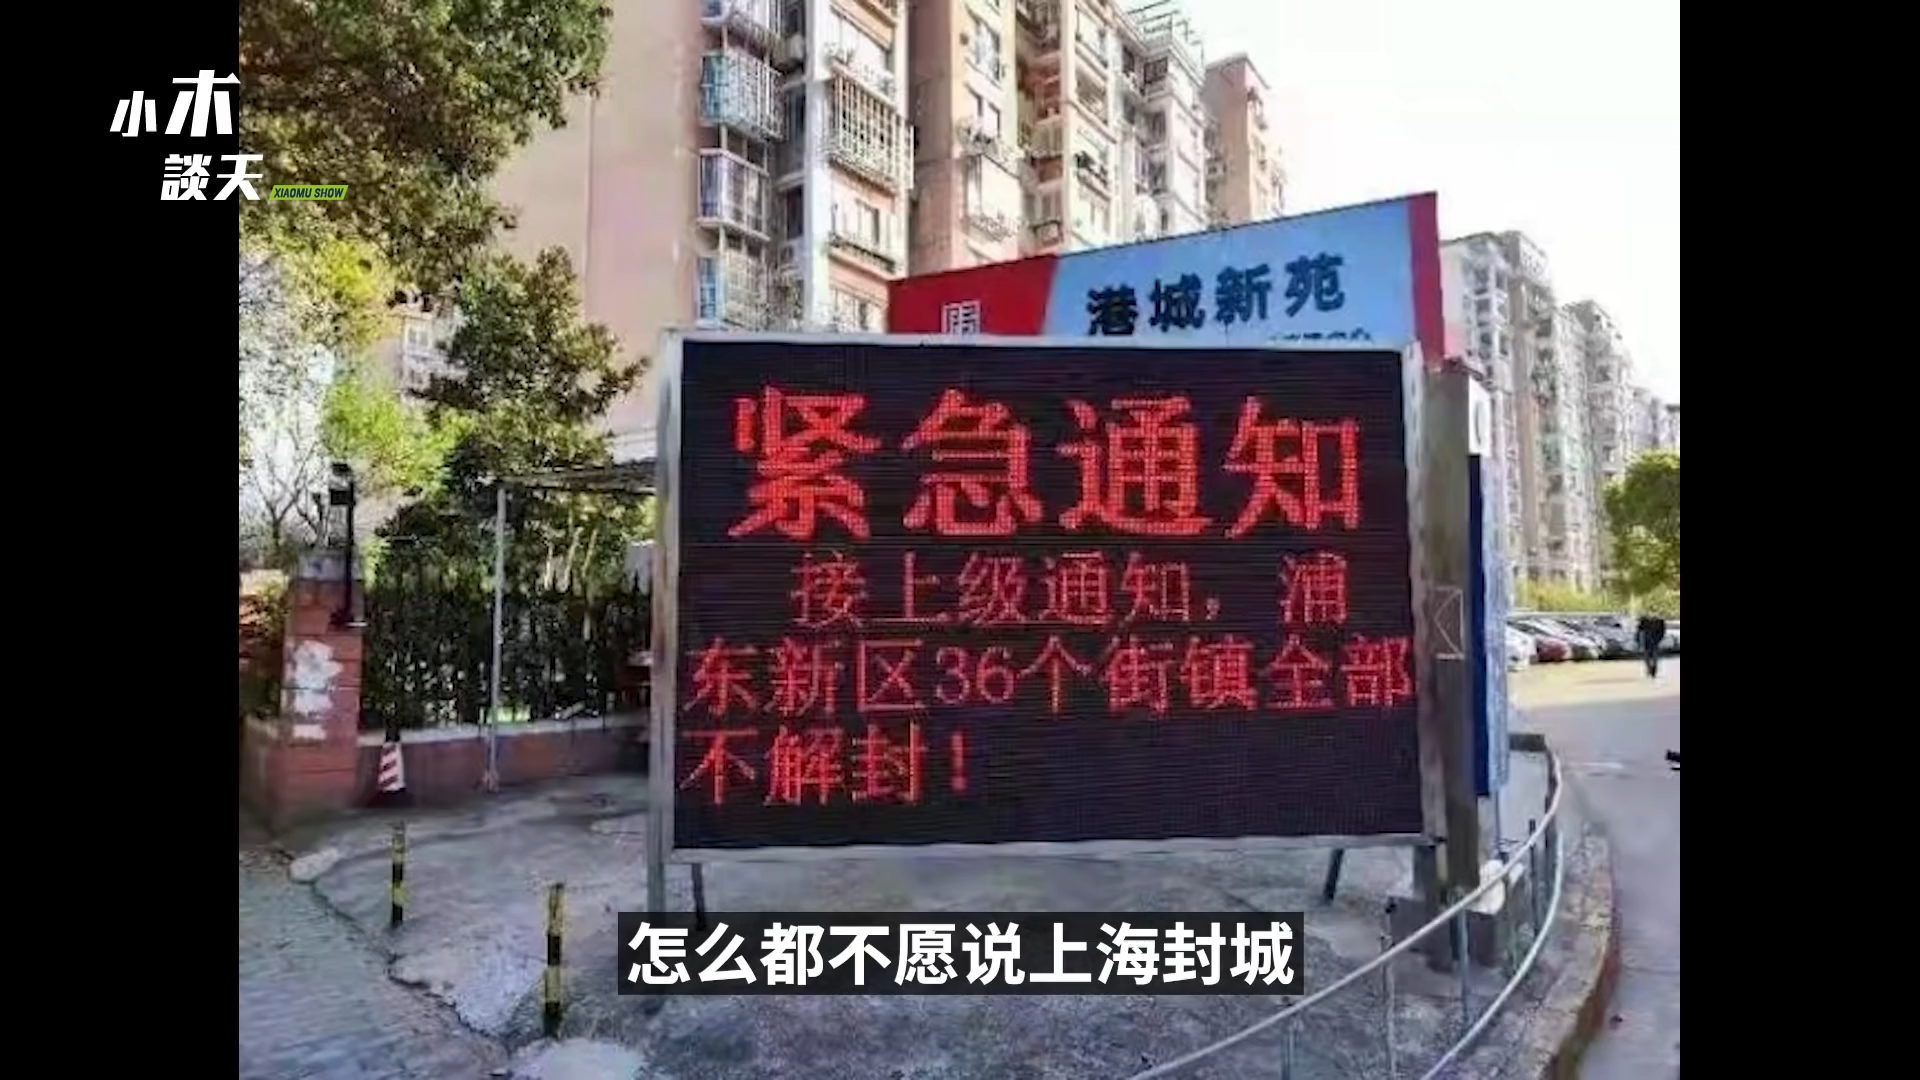 小木
談天
XIAOMU SHOW
港城新苑
紧急通知
接上级通知，浦
东新区36个街镇全部
不解封！
怎么都不愿说上海封城